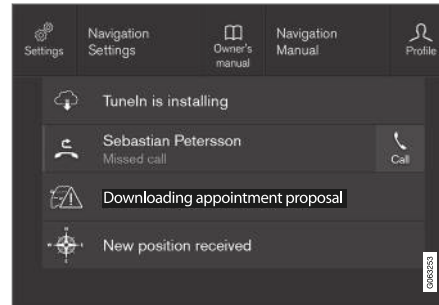 Settings
Navigation
Settings
Owner's
manual
Navigation
Manual
Profile
TuneIn is installing
Sebastian Petersson
Missed call
Call
Downloading appointment proposal
New position received
G063253